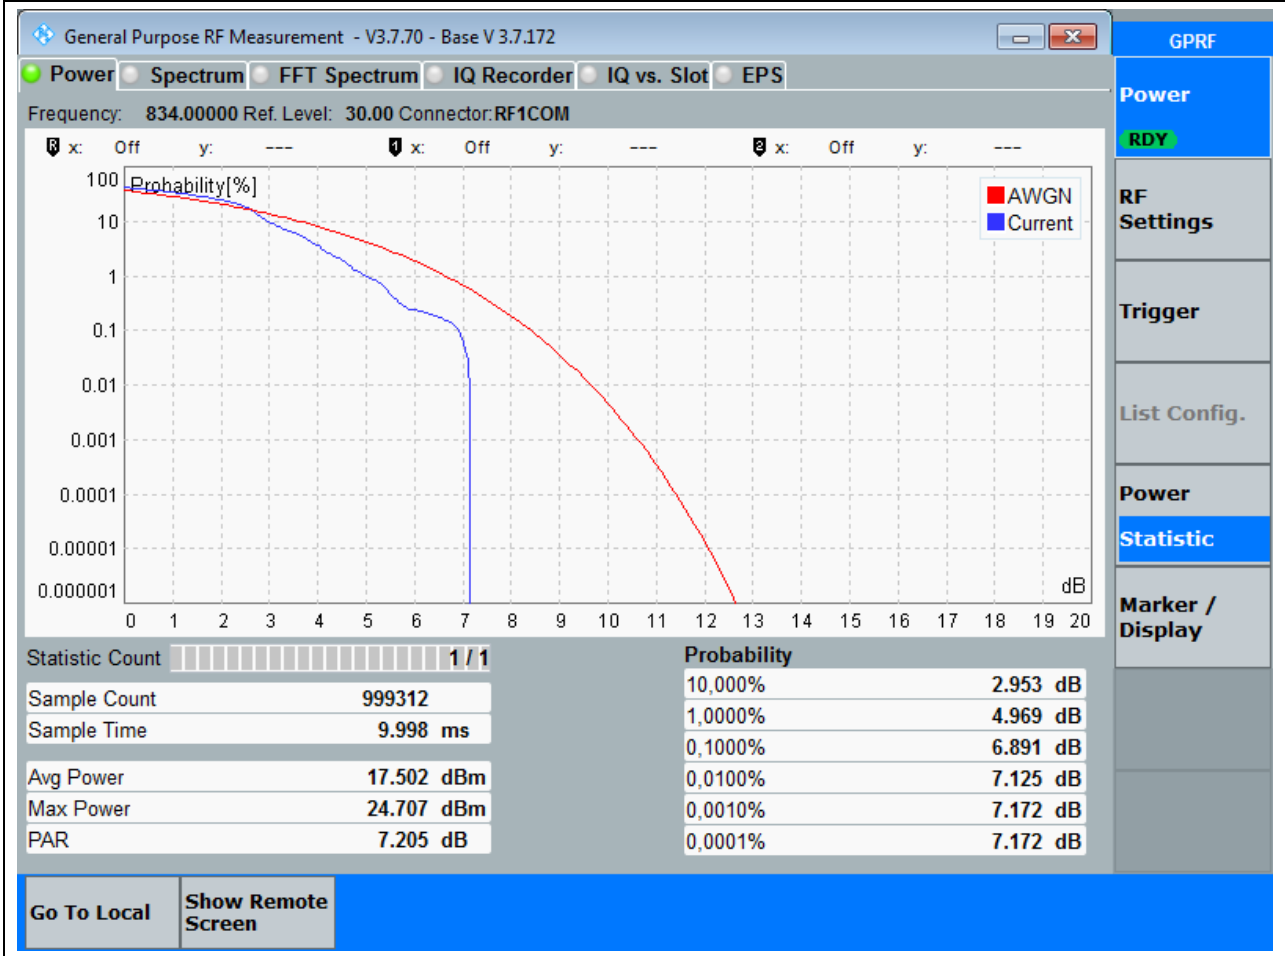 General Purpose RF Measurement - V3.7.70 - Base V 3.7.172
GPRF
Power Spectrum FFT Spectrum IQ Recorder IQ vs. Slot EPS
Power
RDY
Frequency: 834.00000 Ref. Level: 30.00 Connector:RF1COM
R x: Off y: --- 1 x: Off y: --- 2 x: Off y: ---
Probability[%]
AWGN
Current
100
10
1
0.1
0.01
0.001
0.0001
0.00001
0.000001
dB
0 1 2 3 4 5 6 7 8 9 10 11 12 13 14 15 16 17 18 19 20
RF
Settings
Trigger
List Config.
Power
Statistic
Marker /
Display
Statistic Count 1 / 1
Sample Count 999312
Sample Time 9.998 ms
Avg Power 17.502 dBm
Max Power 24.707 dBm
PAR 7.205 dB
Probability
10,000% 2.953 dB
1,0000% 4.969 dB
0,1000% 6.891 dB
0,0100% 7.125 dB
0,0010% 7.172 dB
0,0001% 7.172 dB
Go To Local
Show Remote
Screen